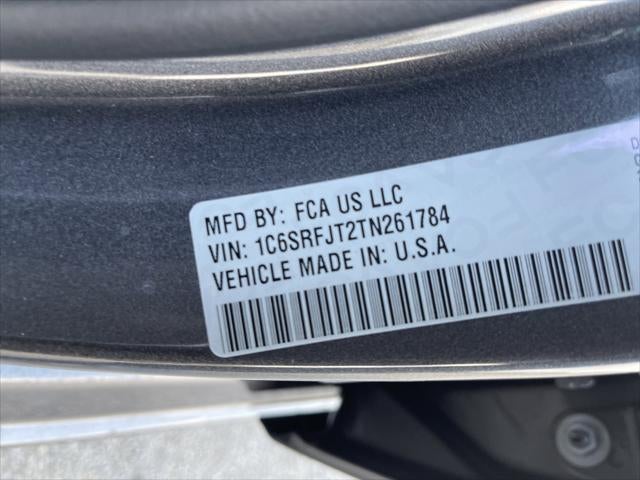 MFD BY: FCA US LLC
VIN: 1C6SRFJT2TN261784
VEHICLE MADE IN: U.S.A.